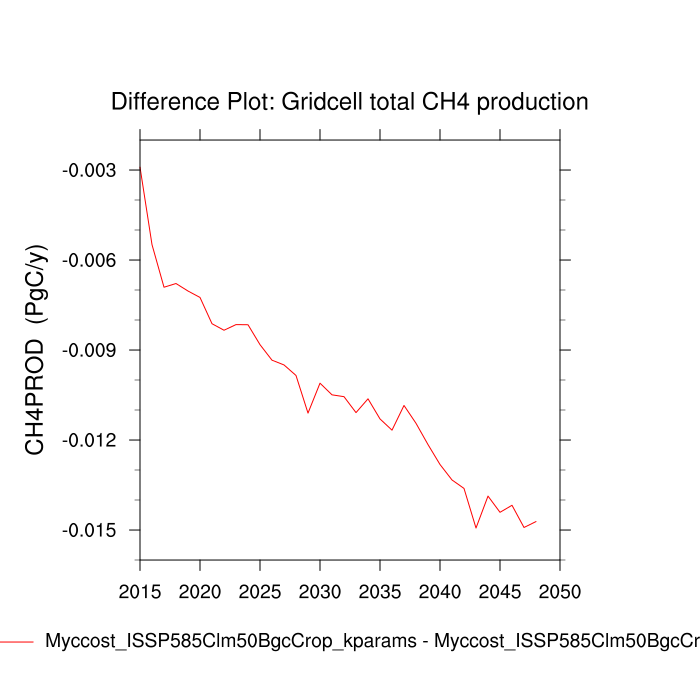 Difference Plot: Gridcell total CH4 production
CH4PROD (PgC/y)
-0.003
-0.006
-0.009
-0.012
-0.015
2015 2020 2025 2030 2035 2040 2045 2050
Myccost_ISSP585Clm50BgcCrop_kparams - Myccost_ISSP585Clm50BgcCr